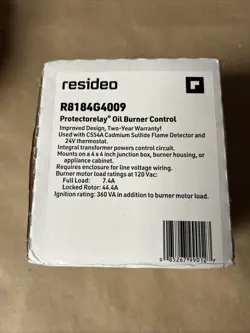 resideo
R8184G4009
Protectorelay® Oil Burner Control
Improved Design, Two-Year Warranty!
Used with C554A Cadmium Sulfide Flame Detector and
24V thermostat.
Integral transformer powers control circuit.
Mounts on a 4 x 4 inch junction box, burner housing, or
appliance cabinet.
Requires enclosure for line voltage wiring.
Burner motor load ratings at 120 Vac:
Full Load: 7.4A
Locked Rotor: 44.4A
Ignition rating: 360 VA in addition to burner motor load.